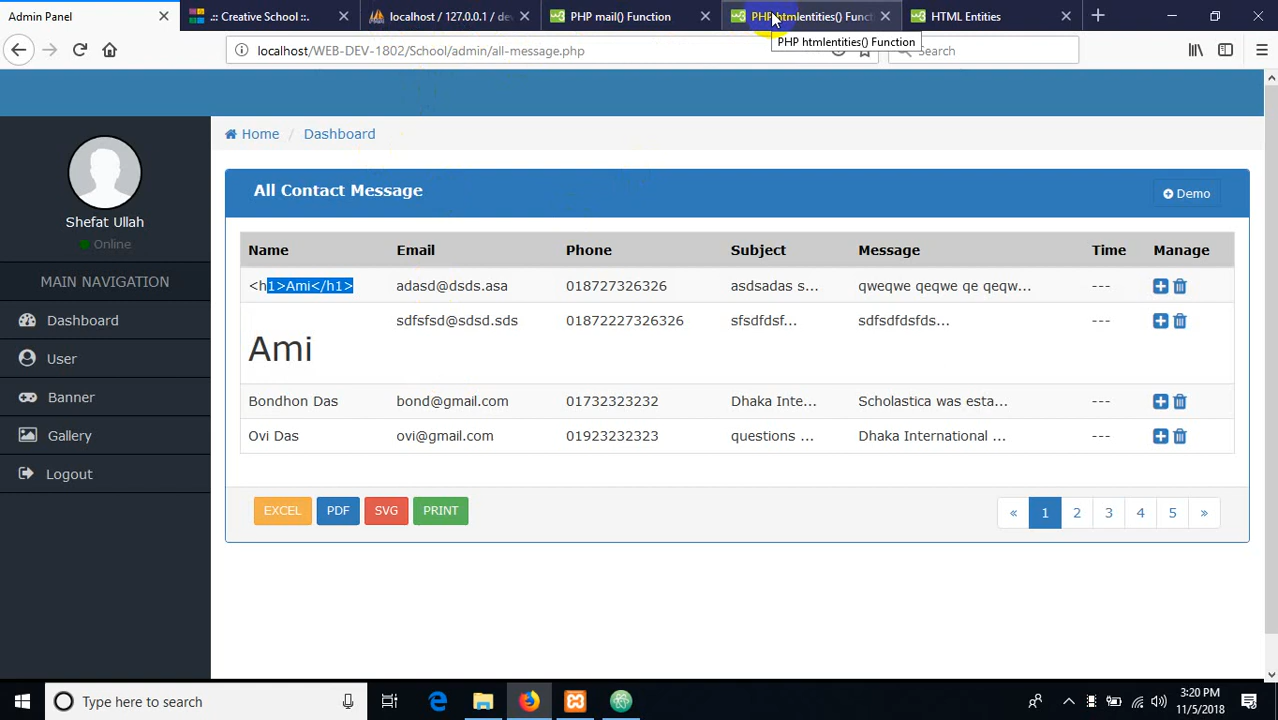 Admin Panel
.:: Creative School ::.
localhost / 127.0.0.1 / dev
PHP mail() Function
PHP htmlentities() Funct
HTML Entities
localhost/WEB-DEV-1802/School/admin/all-message.php
Search
PHP htmlentities() Function
Home / Dashboard
Shefat Ullah
Online
MAIN NAVIGATION
Dashboard
User
Banner
Gallery
Logout
All Contact Message
Demo
Name Email Phone Subject Message Time Manage
<h1>Ami</h1> adasd@dsds.asa 018727326326 asdsadas s... qweqwe qeqwe qe qeqw... ---
sdfsfsd@sdsd.sds 01872227326326 sfsdfdsf... sdfsdfdsfds... ---
Ami
Bondhon Das bond@gmail.com 01732323232 Dhaka Inte... Scholastica was esta... ---
Ovi Das ovi@gmail.com 01923232323 questions ... Dhaka International ... ---
EXCEL PDF SVG PRINT
« 1 2 3 4 5 »
Type here to search
3:20 PM
11/5/2018